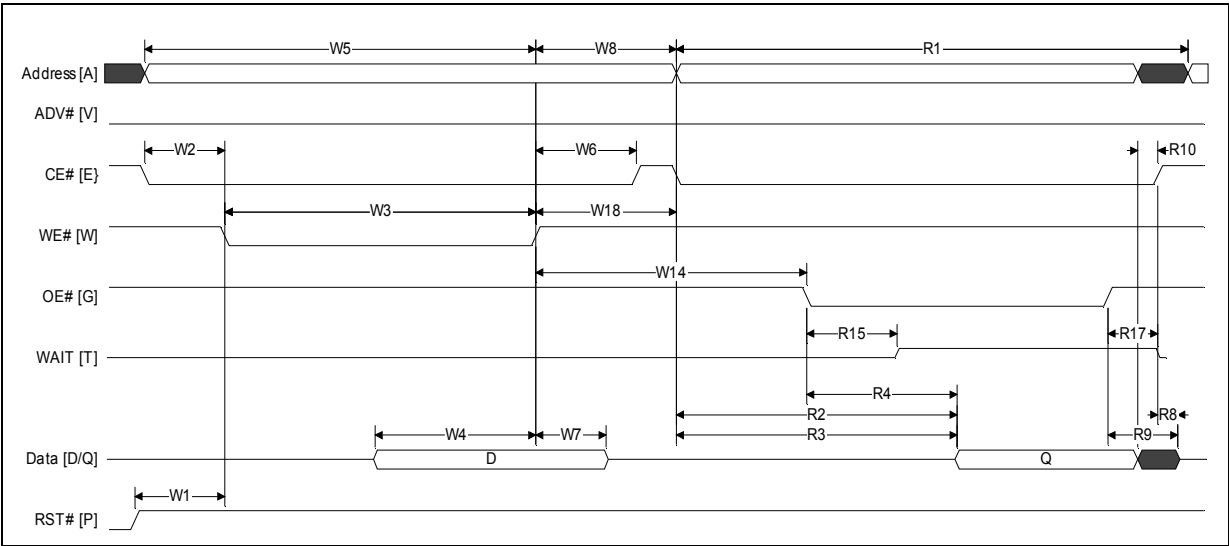 W5 W8 R1
Address [A]
ADV# [V]
W2 W6 R10
CE# [E}
W3 W18
WE# [W]
W14
OE# [G]
R15 R17
WAIT [T]
R4
R2 R8
W4 W7 R3 R9
Data [D/Q] D Q
W1
RST# [P]